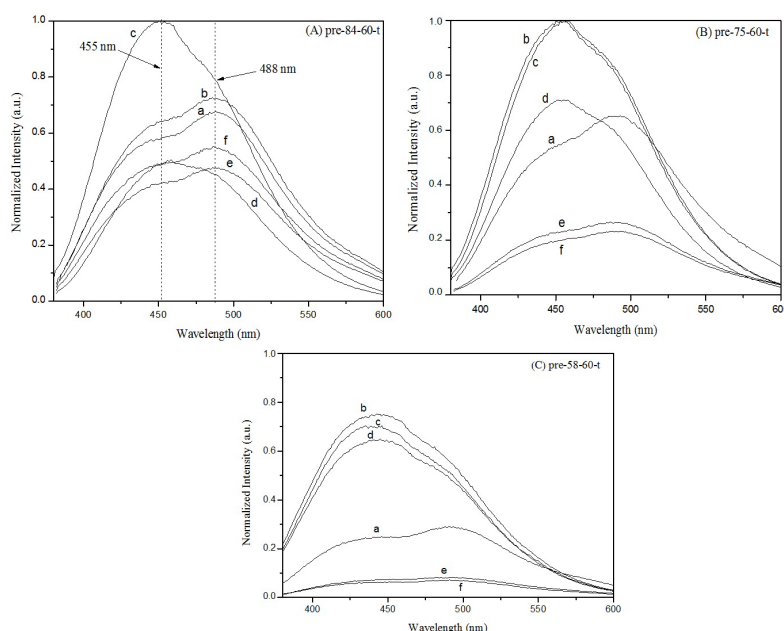 (A) pre-84-60-t
c
455 nm
488 nm
b
a
f
e
d
Normalized Intensity (a.u.)
1.0
0.8
0.6
0.4
0.2
0.0
400 450 500 550 600
Wavelength (nm)
(B) pre-75-60-t
b
c
d
a
e
f
Normalized Intensity (a.u.)
1.0
0.8
0.6
0.4
0.2
0.0
400 450 500 550 600
Wavelength (nm)
(C) pre-58-60-t
b
c
d
a
e
f
Normalized Intensity (a.u.)
1.0
0.8
0.6
0.4
0.2
0.0
400 450 500 550 600
Wavelength (nm)